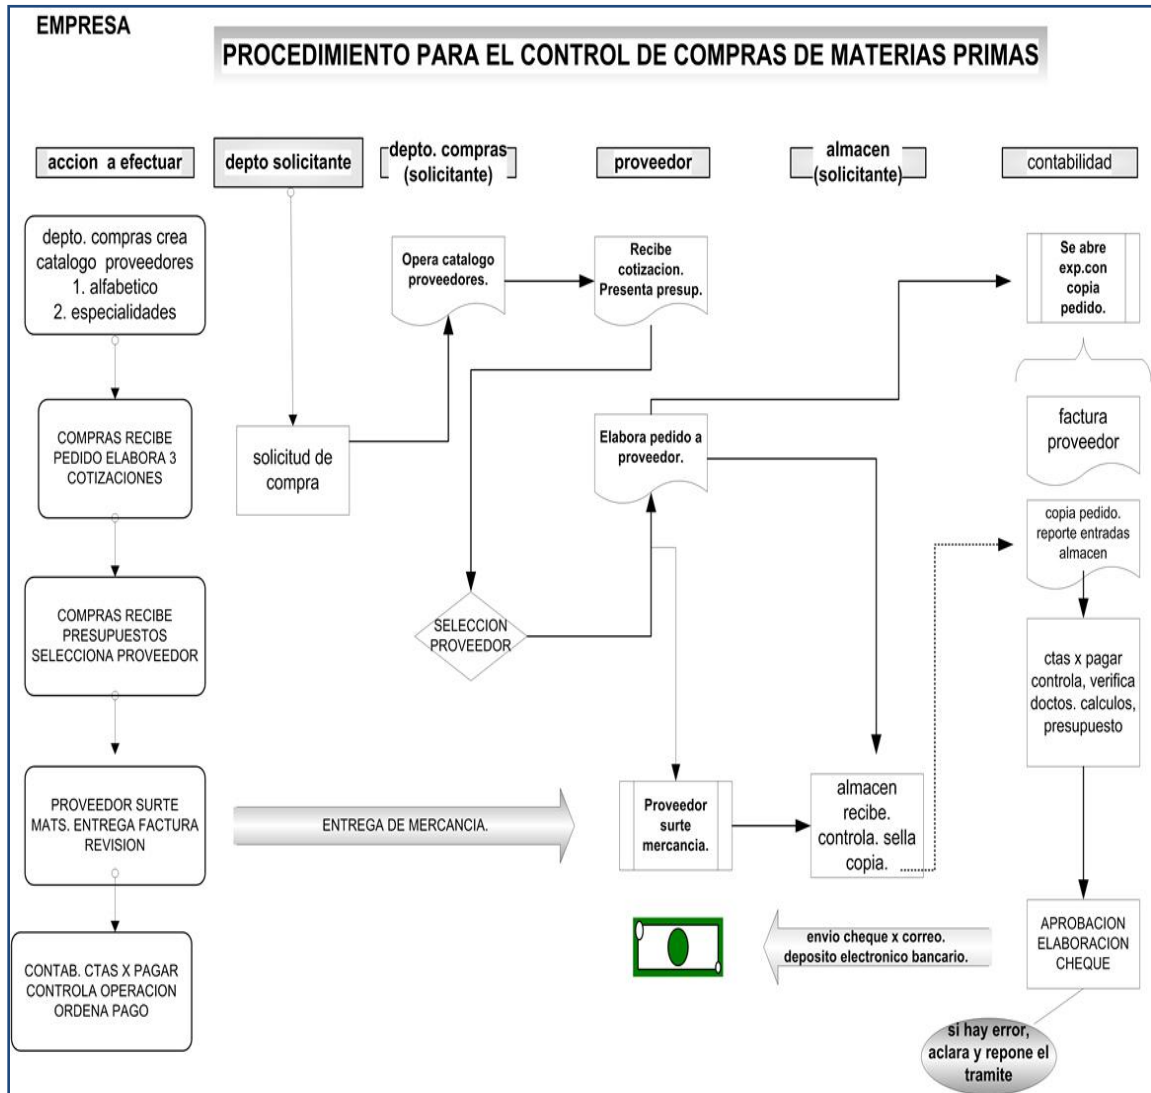 EMPRESA
PROCEDIMIENTO PARA EL CONTROL DE COMPRAS DE MATERIAS PRIMAS
accion a efectuar
depto solicitante
depto. compras
(solicitante)
proveedor
almacen
(solicitante)
contabilidad
depto. compras crea
catalogo proveedores
1. alfabetico
2. especialidades
Opera catalogo
proveedores.
Recibe
cotizacion.
Presenta presup.
Se abre
exp.con
copia
pedido.
COMPRAS RECIBE
PEDIDO ELABORA 3
COTIZACIONES
solicitud de
compra
Elabora pedido a
proveedor.
factura
proveedor
copia pedido.
reporte entradas
almacen
COMPRAS RECIBE
PRESUPUESTOS
SELECCIONA PROVEEDOR
SELECCION
PROVEEDOR
ctas x pagar
controla, verifica
doctos. calculos,
presupuesto
PROVEEDOR SURTE
MATS. ENTREGA FACTURA
REVISION
ENTREGA DE MERCANCIA.
Proveedor
surte
mercancia.
almacen
recibe.
controla. sella
copia.
CONTAB. CTAS X PAGAR
CONTROLA OPERACION
ORDENA PAGO
envio cheque x correo.
deposito electronico bancario.
APROBACION
ELABORACION
CHEQUE
si hay error,
aclara y repone el
tramite